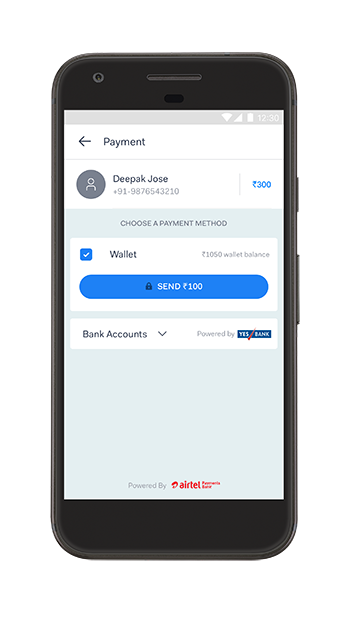 12:30
Payment
Deepak Jose
₹300
+91-9876543210
CHOOSE A PAYMENT METHOD
Wallet
₹1050 wallet balance
SEND ₹100
Bank Accounts
Powered by YES BANK
Powered By airtel Payments Bank